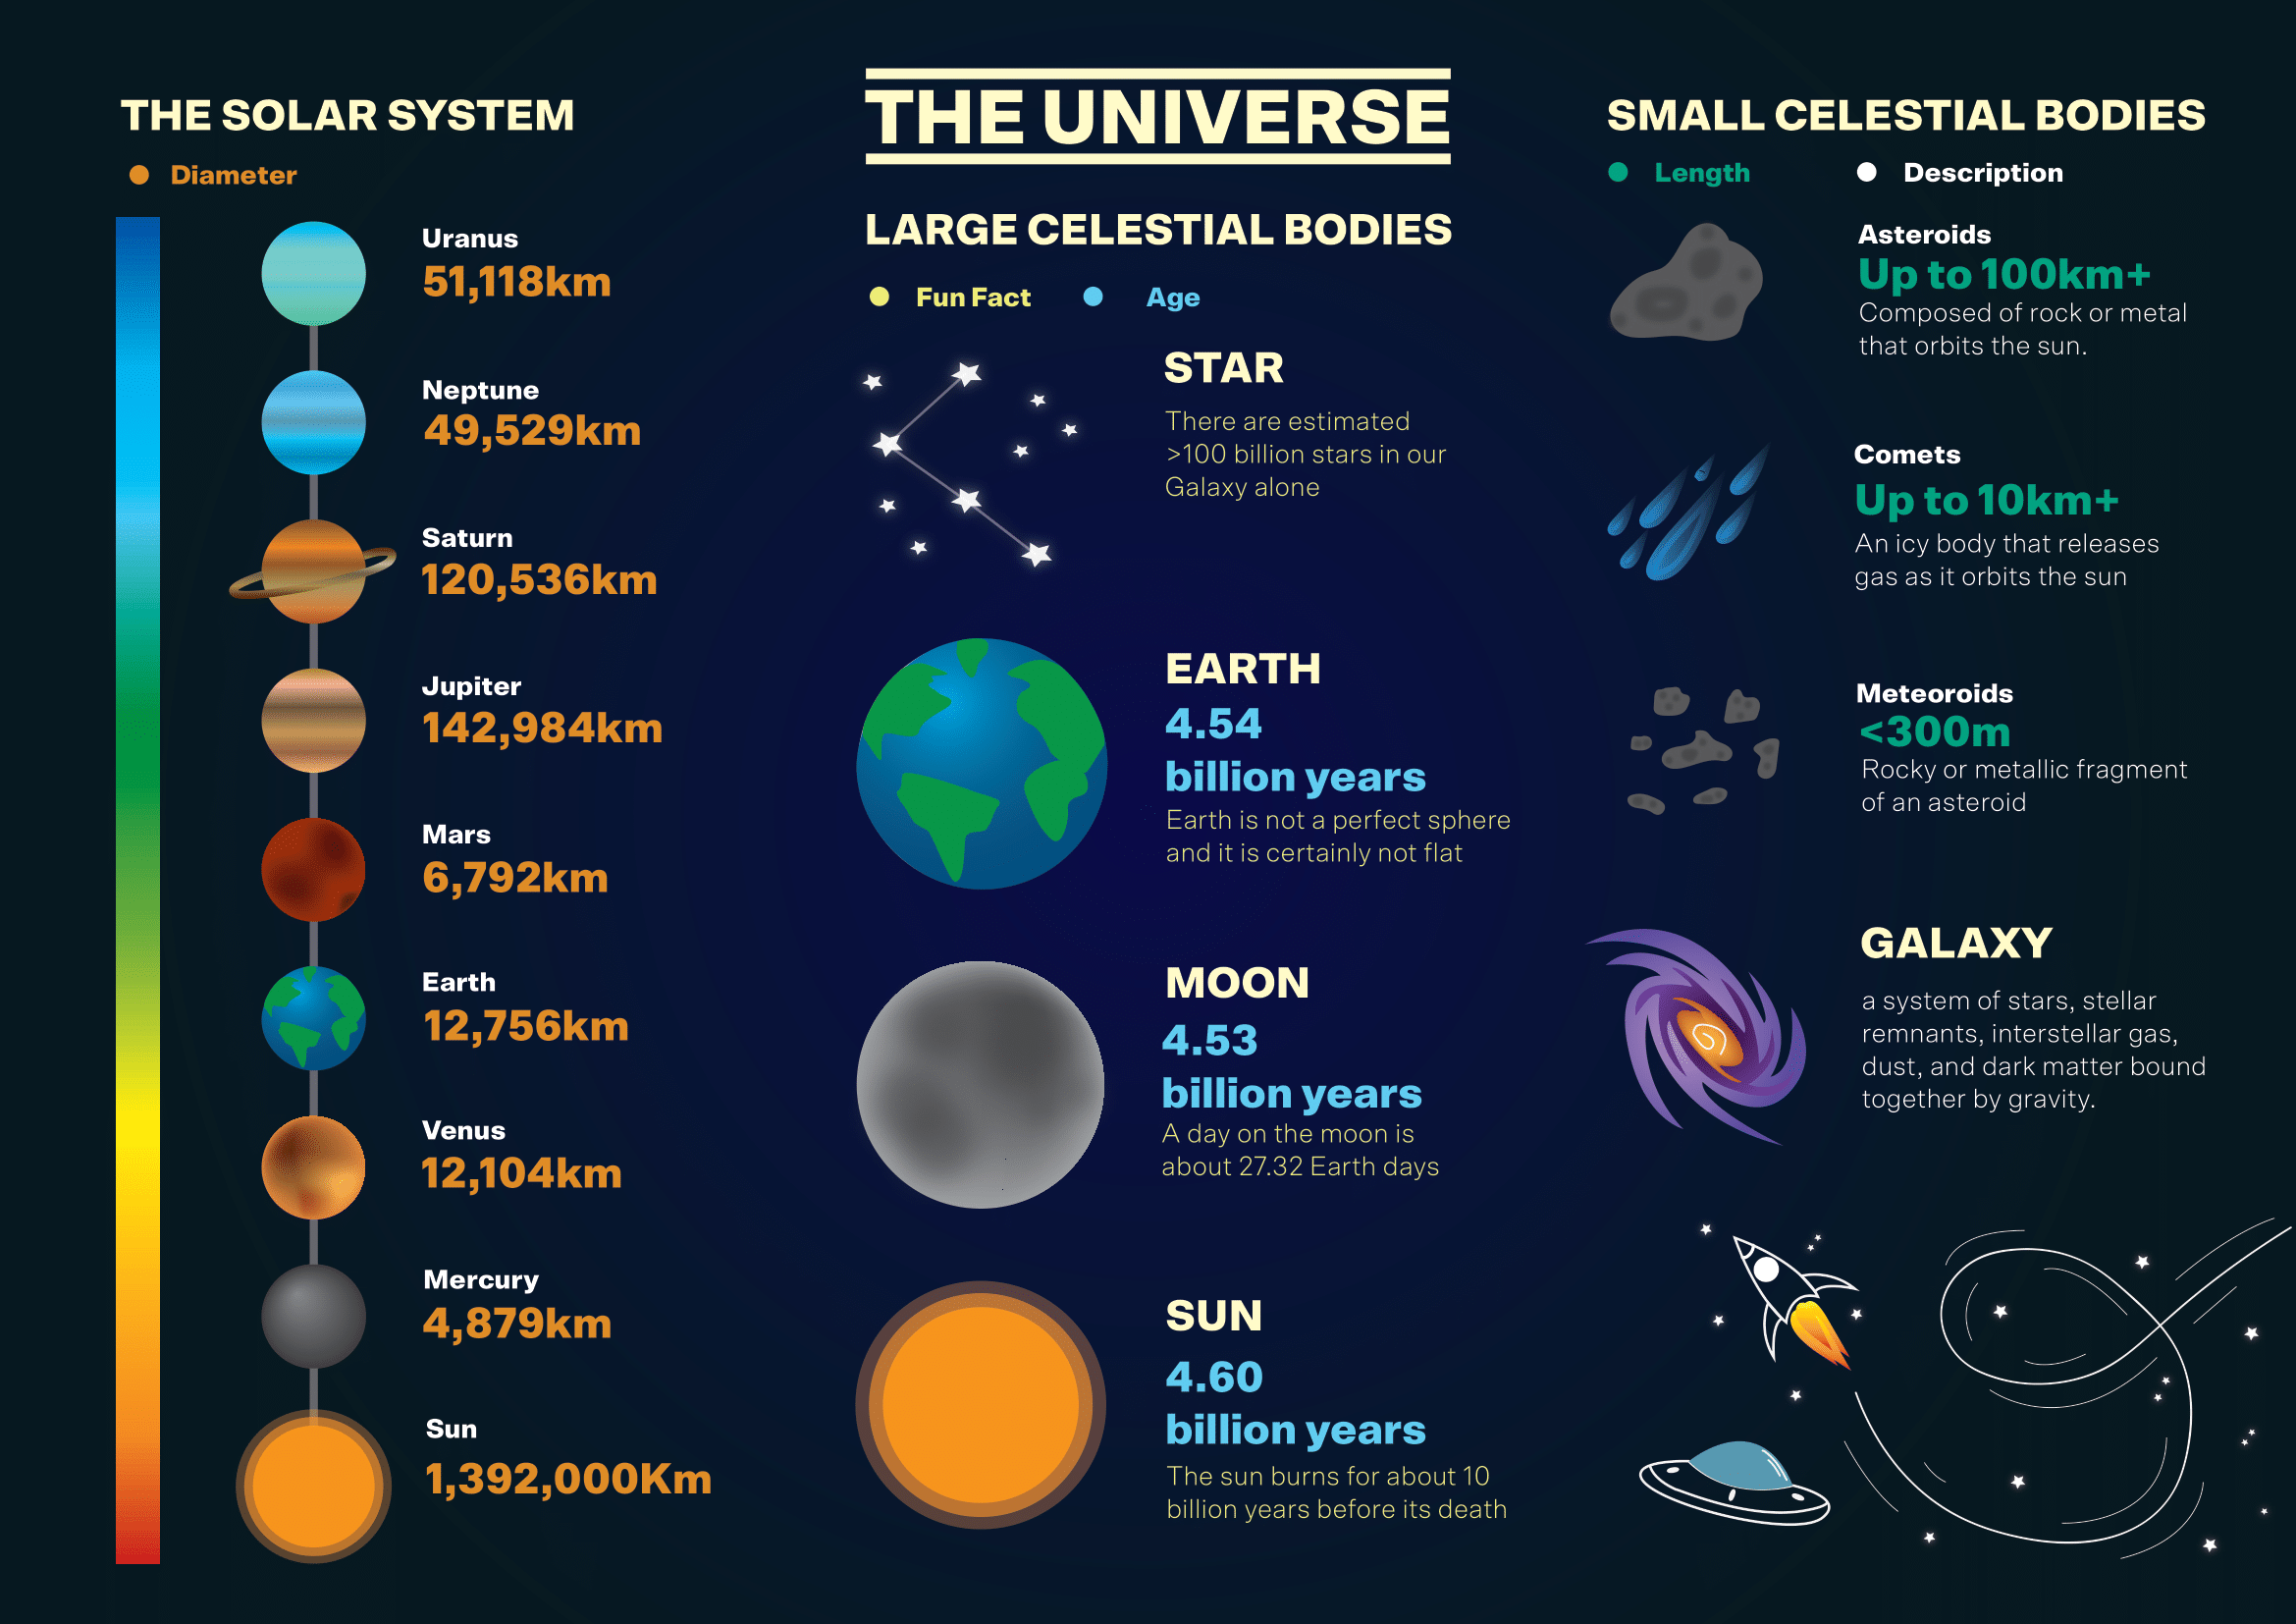 THE SOLAR SYSTEM
Diameter
Uranus
51,118km
Neptune
49,529km
Saturn
120,536km
Jupiter
142,984km
Mars
6,792km
Earth
12,756km
Venus
12,104km
Mercury
4,879km
Sun
1,392,000Km
THE UNIVERSE
LARGE CELESTIAL BODIES
Fun Fact
Age
STAR
There are estimated
>100 billion stars in our
Galaxy alone
EARTH
4.54
billion years
Earth is not a perfect sphere
and it is certainly not flat
MOON
4.53
billion years
A day on the moon is
about 27.32 Earth days
SUN
4.60
billion years
The sun burns for about 10
billion years before its death
SMALL CELESTIAL BODIES
Length
Description
Asteroids
Up to 100km+
Composed of rock or metal
that orbits the sun.
Comets
Up to 10km+
An icy body that releases
gas as it orbits the sun
Meteoroids
<300m
Rocky or metallic fragment
of an asteroid
GALAXY
a system of stars, stellar
remnants, interstellar gas,
dust, and dark matter bound
together by gravity.